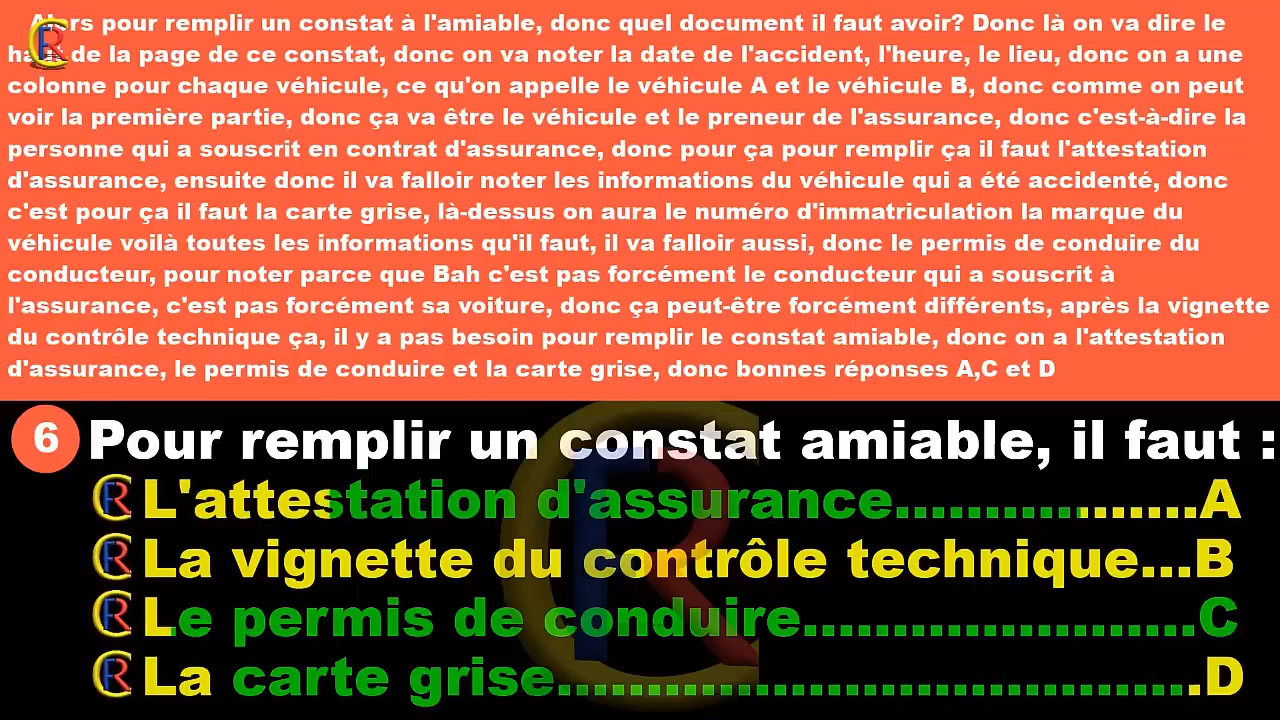 Alors pour remplir un constat à l'amiable, donc quel document il faut avoir? Donc là on va dire le
haut de la page de ce constat, donc on va noter la date de l'accident, l'heure, le lieu, donc on a une
colonne pour chaque véhicule, ce qu'on appelle le véhicule A et le véhicule B, donc comme on peut
voir la première partie, donc ça va être le véhicule et le preneur de l'assurance, donc c'est-à-dire la
personne qui a souscrit en contrat d'assurance, donc pour ça pour remplir ça il faut l'attestation
d'assurance, ensuite donc il va falloir noter les informations du véhicule qui a été accidenté, donc
c'est pour ça il faut la carte grise, là-dessus on aura le numéro d'immatriculation la marque du
véhicule voilà toutes les informations qu'il faut, il va falloir aussi, donc le permis de conduire du
conducteur, pour noter parce que Bah c'est pas forcément le conducteur qui a souscrit à
l'assurance, c'est pas forcément sa voiture, donc ça peut-être forcément différents, après la vignette
du contrôle technique ça, il y a pas besoin pour remplir le constat amiable, donc on a l'attestation
d'assurance, le permis de conduire et la carte grise, donc bonnes réponses A,C et D
6 Pour remplir un constat amiable, il faut :
L'attestation d'assurance.................A
La vignette du contrôle technique...B
Le permis de conduire......................C
La carte grise....................................D